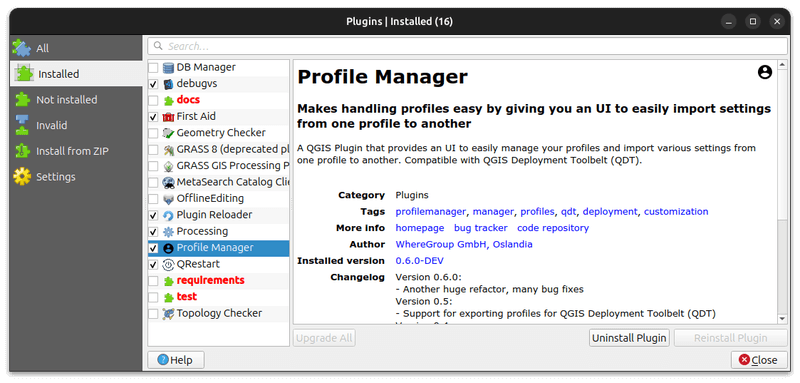 Plugins | Installed (16)
All
Installed
Not installed
Invalid
Install from ZIP
Settings
Search...
DB Manager
debugvs
docs
First Aid
Geometry Checker
GRASS 8 (deprecated pl
GRASS GIS Processing P
MetaSearch Catalog Clie
OfflineEditing
Plugin Reloader
Processing
Profile Manager
QRestart
requirements
test
Topology Checker
Profile Manager
Makes handling profiles easy by giving you an UI to easily import settings
from one profile to another
A QGIS Plugin that provides an UI to easily manage your profiles and import various settings from
one profile to another. Compatible with QGIS Deployment Toolbelt (QDT).
Category Plugins
Tags profilemanager, manager, profiles, qdt, deployment, customization
More info homepage bug tracker code repository
Author WhereGroup GmbH, Oslandia
Installed version 0.6.0-DEV
Changelog Version 0.6.0:
- Another huge refactor, many bug fixes
Version 0.5:
- Support for exporting profiles for QGIS Deployment Toolbelt (QDT)
Upgrade All
Uninstall Plugin
Reinstall Plugin
Help
Close